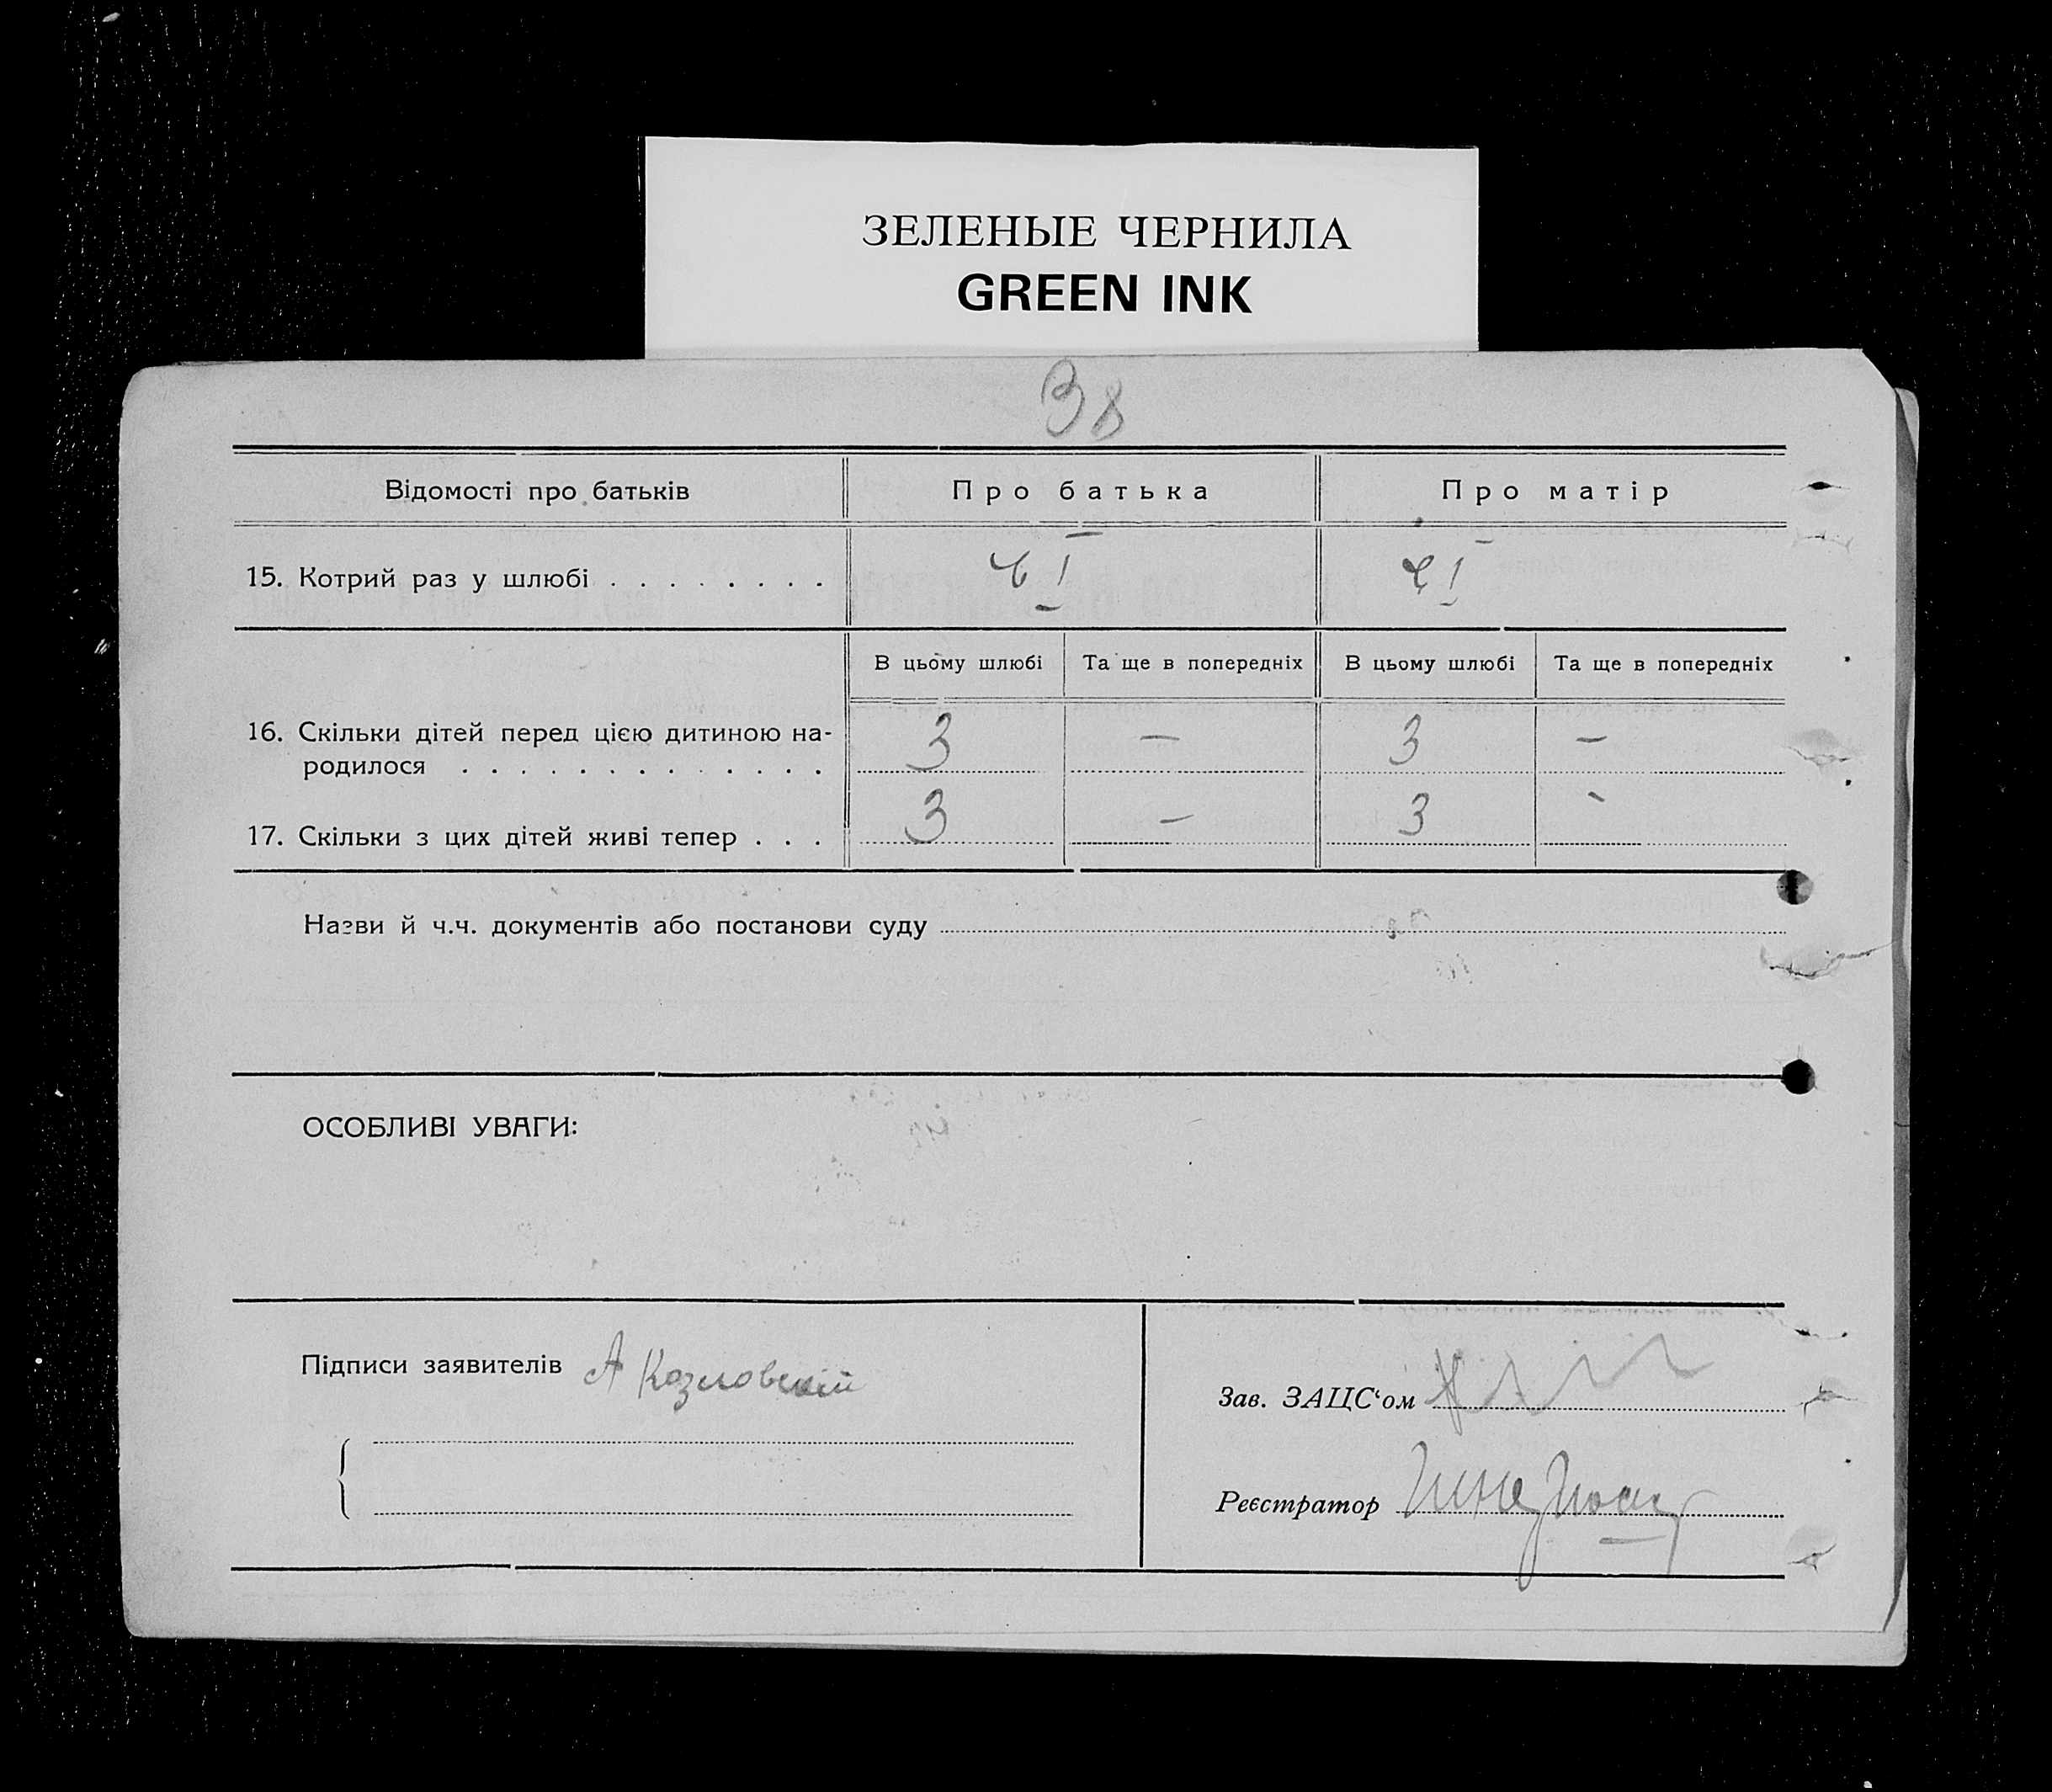 ЗЕЛЕНЫЕ ЧЕРНИЛА
GREEN INK
38
Відомості про батьків Про батька Про матір
15. Котрий раз у шлюбі . . . . . . . . I I
В цьому шлюбі Та ще в попередніх В цьому шлюбі Та ще в попередніх
16. Скільки дітей перед цією дитиною на-
родилося . . . . . . . . . . . . . 3 — 3 —
17. Скільки з цих дітей живі тепер . . . 3 — 3 -
Назви й ч.ч. документів або постанови суду
ОСОБЛИВІ УВАГИ:
Підписи заявителів А Козловский
Зав. ЗАЦС‘ом
Реєстратор